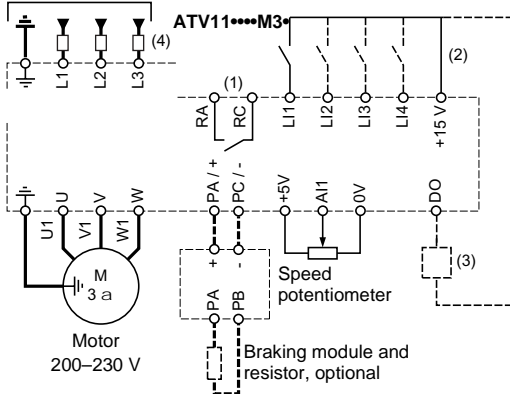 ATV11••••M3•
(4)
(2)
L1
L2
L3
(1)
RA
RC
LI1
LI2
LI3
LI4
+15 V
U
V
W
PA / +
PC / -
+5V
AI1
0V
DO
U1
V1
W1
M
3 a
+
-
(3)
Speed
potentiometer
PA
PB
Motor
200–230 V
Braking module and
resistor, optional